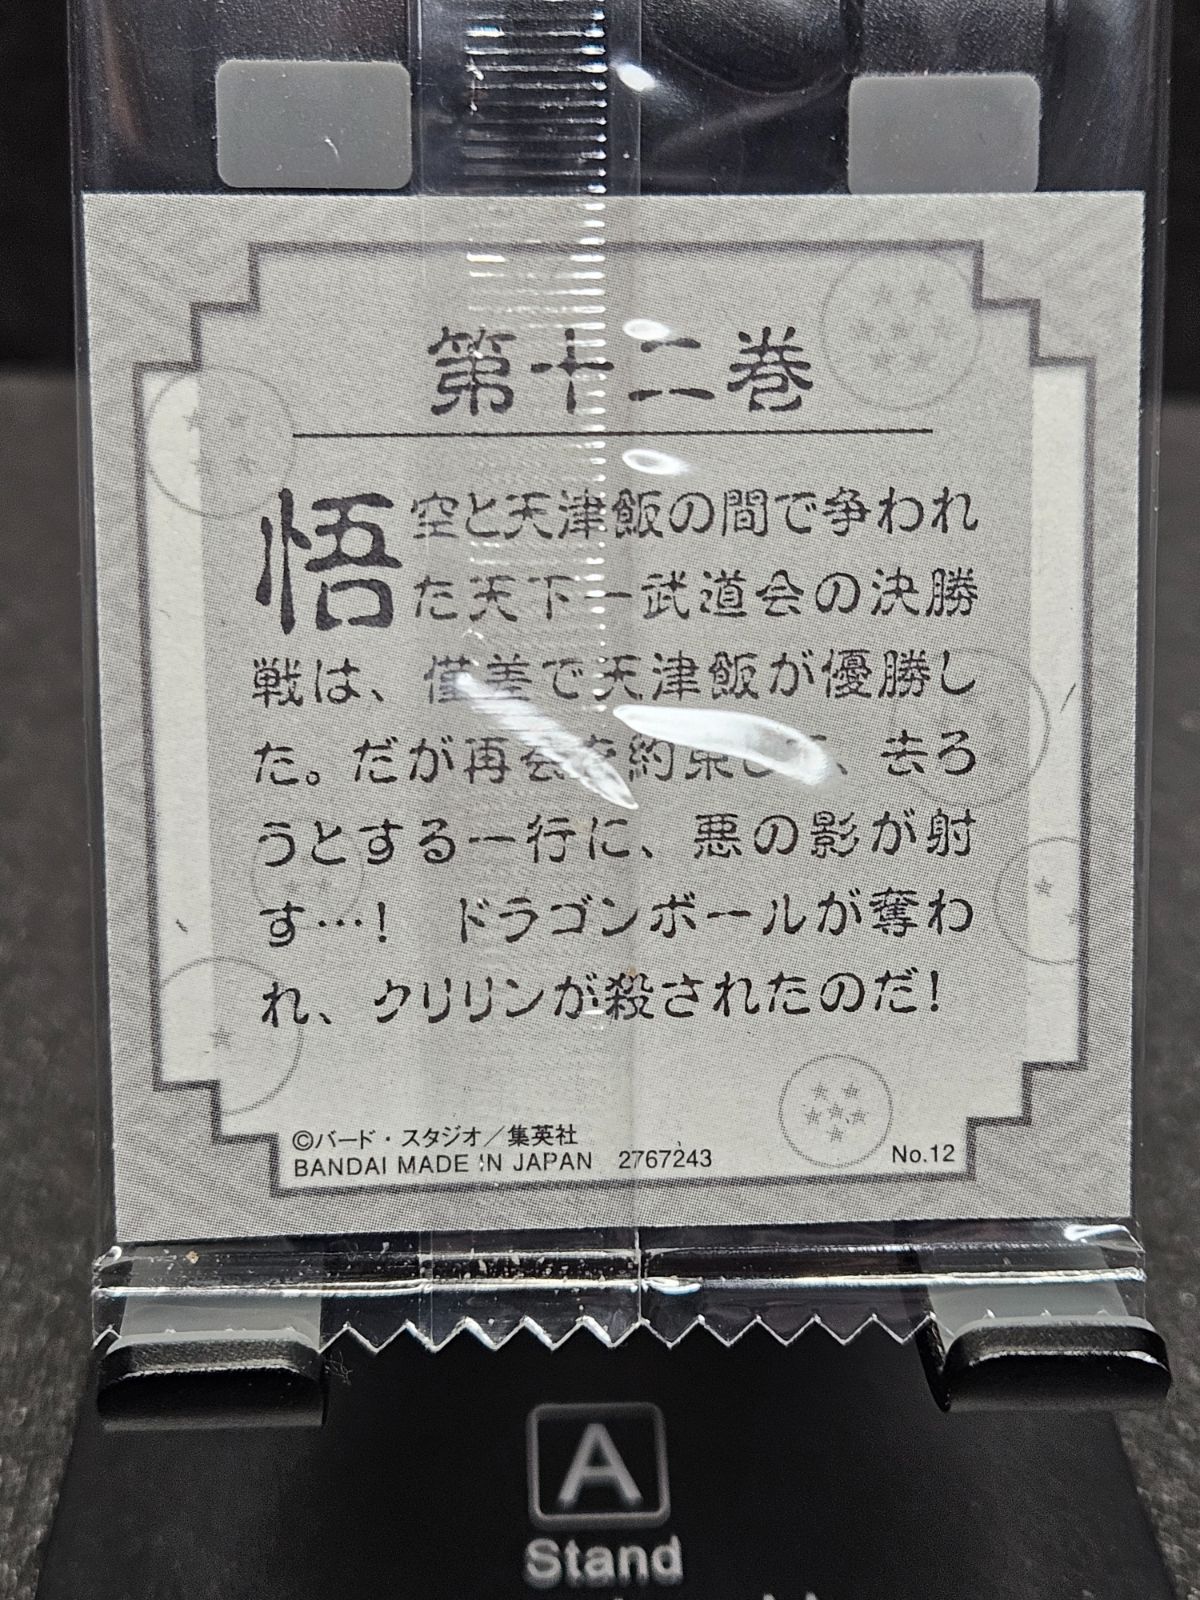 第十二巻
悟空と天津飯の間で争われ
た天下一武道会の決勝
戦は、僅差で天津飯が優勝し
た。だが再会を約束し、去ろ
うとする一行に、悪の影が射
す…! ドラゴンボールが奪わ
れ、クリリンが殺されたのだ!
©バード・スタジオ／集英社
BANDAI MADE IN JAPAN 2767243
No.12
A
Stand